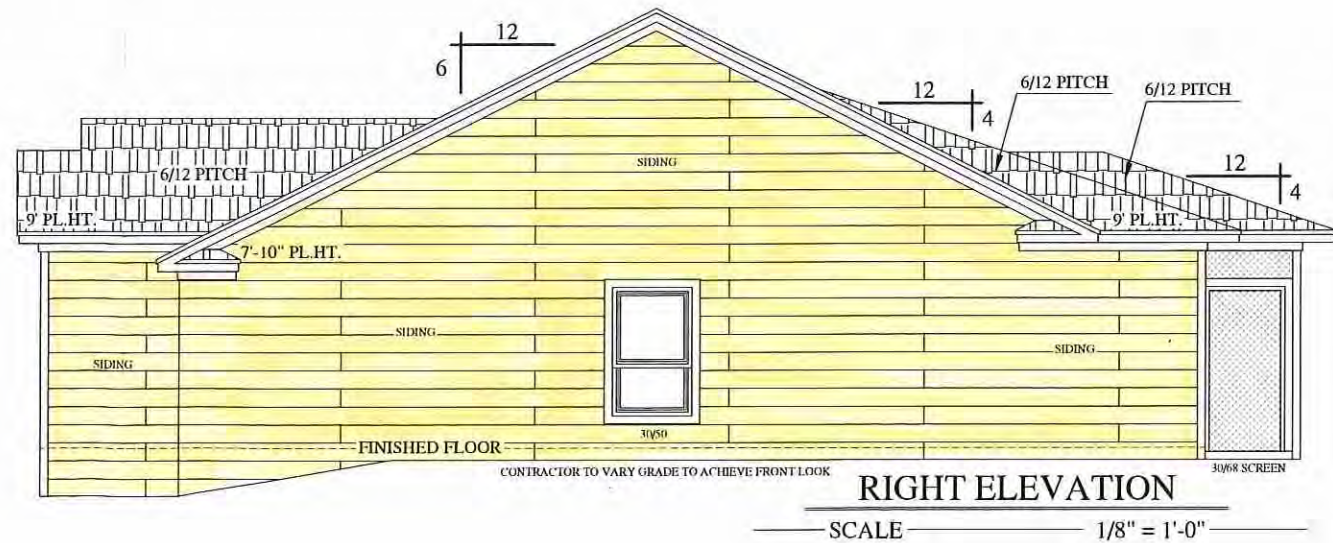 12
6
12
4
6/12 PITCH
6/12 PITCH
12
4
SIDING
6/12 PITCH
9' PL.HT.
9' PL.HT.
7'-10" PL.HT.
SIDING
SIDING
SIDING
30/50
FINISHED FLOOR
CONTRACTOR TO VARY GRADE TO ACHIEVE FRONT LOOK
30/68 SCREEN
RIGHT ELEVATION
SCALE 1/8" = 1'-0"